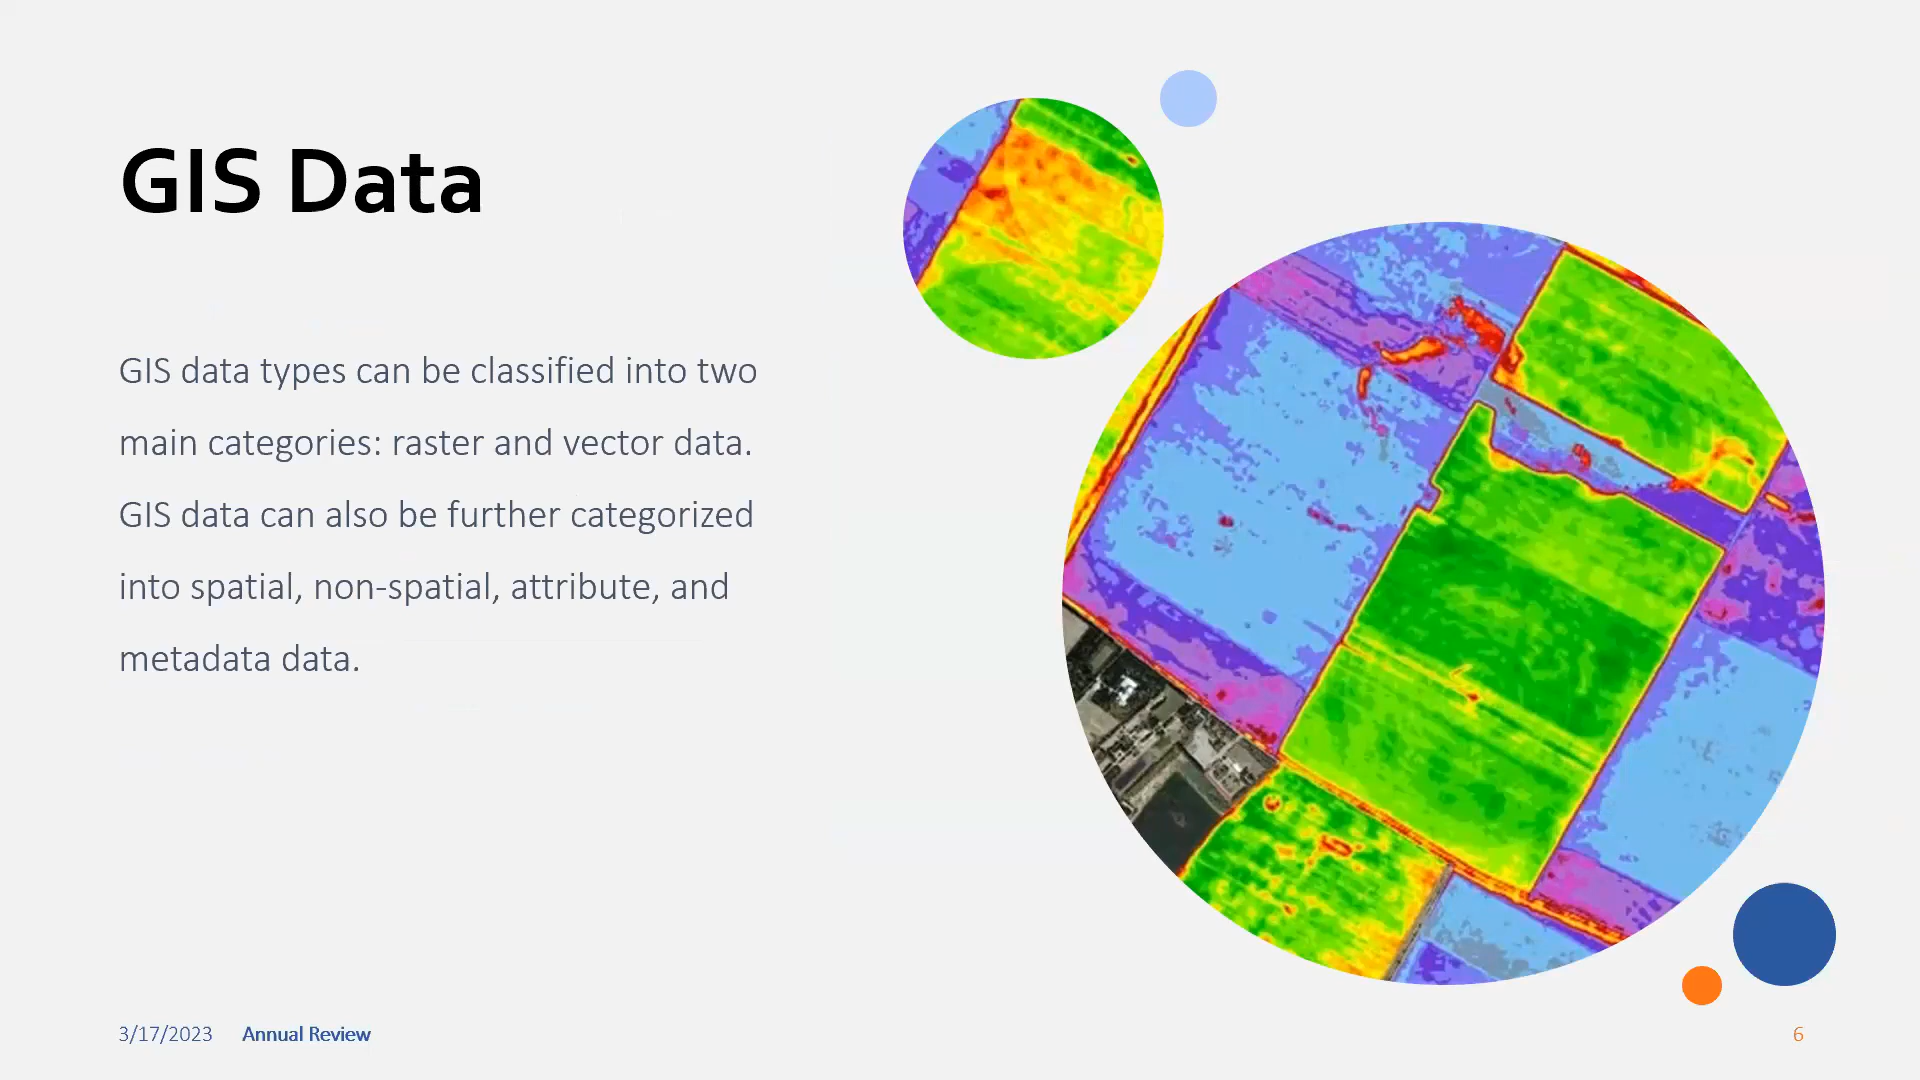 GIS Data
GIS data types can be classified into two
main categories: raster and vector data.
GIS data can also be further categorized
into spatial, non-spatial, attribute, and
metadata data.
3/17/2023 Annual Review
6